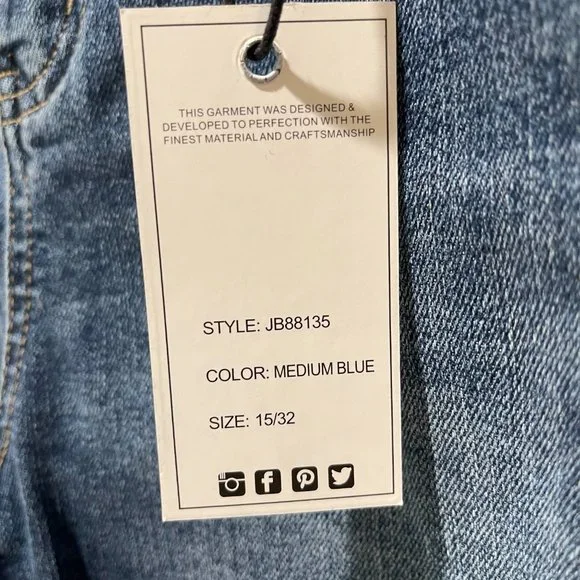 THIS GARMENT WAS DESIGNED &
DEVELOPED TO PERFECTION WITH THE
FINEST MATERIAL AND CRAFTSMANSHIP
STYLE: JB88135
COLOR: MEDIUM BLUE
SIZE: 15/32